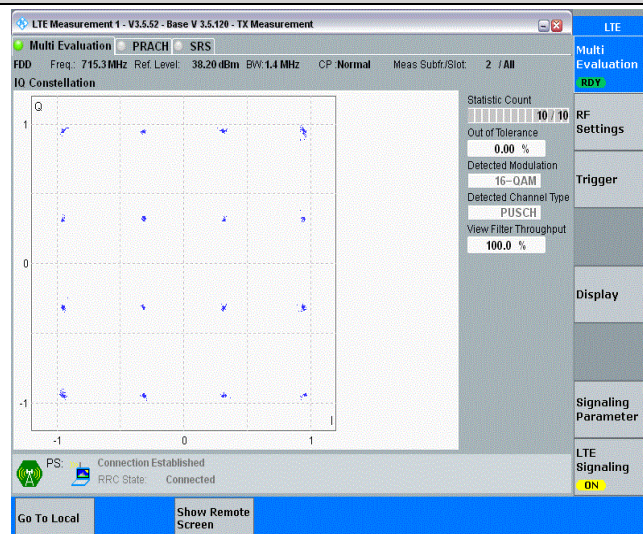 LTE Measurement 1 - V3.5.52 - Base V 3.5.120 - TX Measurement
LTE
Multi Evaluation PRACH SRS
FDD Freq.: 715.3 MHz Ref. Level: 38.20 dBm BW: 1.4 MHz CP: Normal Meas Subfr./Slot: 2 / All
IQ Constellation
Q
1
0
-1
-1 0 1
I
Statistic Count
10 / 10
Out of Tolerance
0.00 %
Detected Modulation
16-QAM
Detected Channel Type
PUSCH
View Filter Throughput
100.0 %
Multi
Evaluation
RDY
RF
Settings
Trigger
Display
Signaling
Parameter
LTE
Signaling
ON
PS: Connection Established
RRC State: Connected
Go To Local
Show Remote
Screen